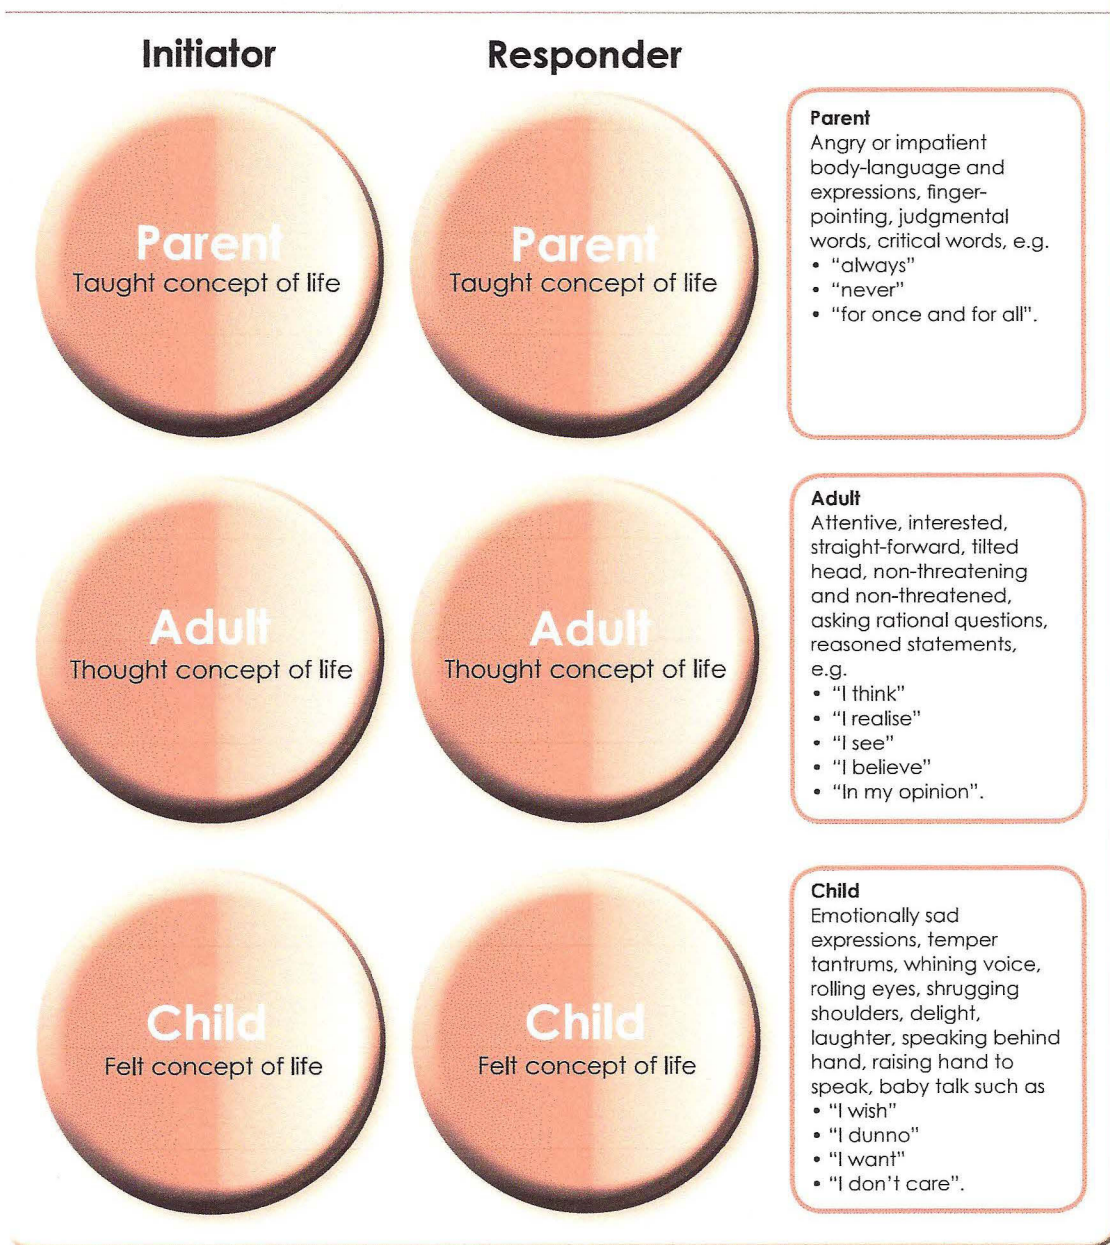 Initiator
Responder
Parent
Taught concept of life
Parent
Taught concept of life
Parent
Angry or impatient
body-language and
expressions, finger-
pointing, judgmental
words, critical words, e.g.
• “always”
• “never”
• “for once and for all”.
Adult
Thought concept of life
Adult
Thought concept of life
Adult
Attentive, interested,
straight-forward, tilted
head, non-threatening
and non-threatened,
asking rational questions,
reasoned statements,
e.g.
• “I think”
• “I realise”
• “I see”
• “I believe”
• “In my opinion”.
Child
Felt concept of life
Child
Felt concept of life
Child
Emotionally sad
expressions, temper
tantrums, whining voice,
rolling eyes, shrugging
shoulders, delight,
laughter, speaking behind
hand, raising hand to
speak, baby talk such as
• “I wish”
• “I dunno”
• “I want”
• “I don’t care”.